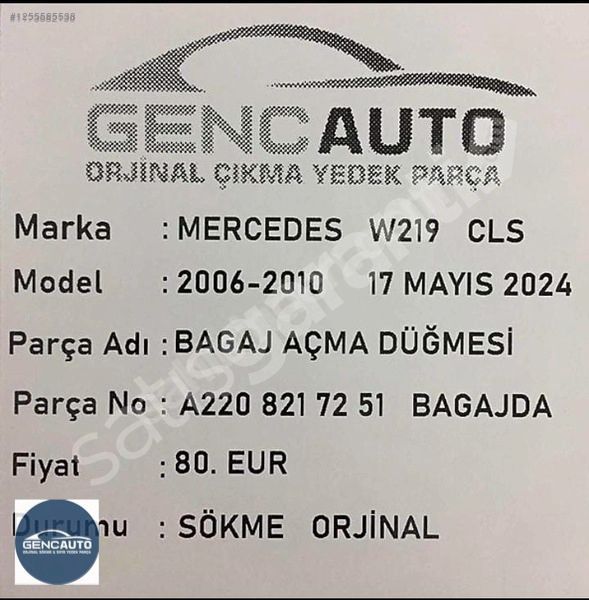 GENCAUTO
ORJİNAL ÇIKMA YEDEK PARÇA
Marka : MERCEDES W219 CLS
Model : 2006-2010 17 MAYIS 2024
Parça Adı : BAGAJ AÇMA DÜĞMESİ
Parça No : A220 821 72 51 BAGAJDA
Fiyat : 80. EUR
Durumu : SÖKME ORJİNAL
GENCAUTO